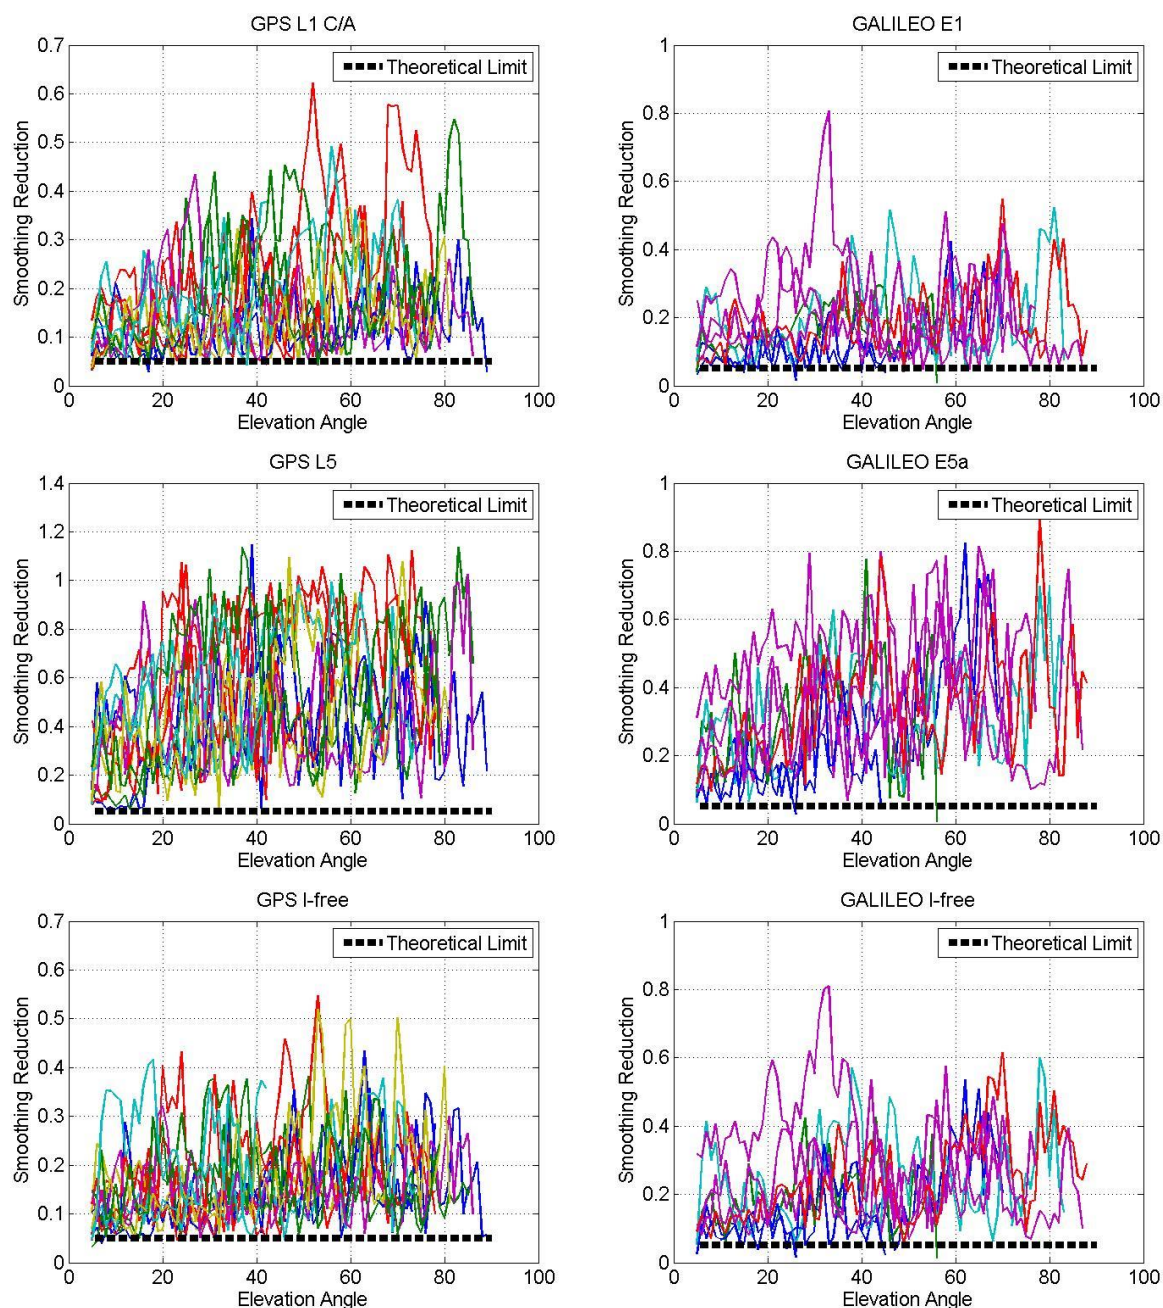 GPS L1 C/A
0.7
0.6
0.5
0.4
0.3
0.2
0.1
0
Smoothing Reduction
Theoretical Limit
0 20 40 60 80 100
Elevation Angle
GALILEO E1
1
0.8
0.6
0.4
0.2
0
Smoothing Reduction
Theoretical Limit
0 20 40 60 80 100
Elevation Angle
GPS L5
1.4
1.2
1
0.8
0.6
0.4
0.2
0
Smoothing Reduction
Theoretical Limit
0 20 40 60 80 100
Elevation Angle
GALILEO E5a
1
0.8
0.6
0.4
0.2
0
Smoothing Reduction
Theoretical Limit
0 20 40 60 80 100
Elevation Angle
GPS I-free
0.7
0.6
0.5
0.4
0.3
0.2
0.1
0
Smoothing Reduction
Theoretical Limit
0 20 40 60 80 100
Elevation Angle
GALILEO I-free
1
0.8
0.6
0.4
0.2
0
Smoothing Reduction
Theoretical Limit
0 20 40 60 80 100
Elevation Angle